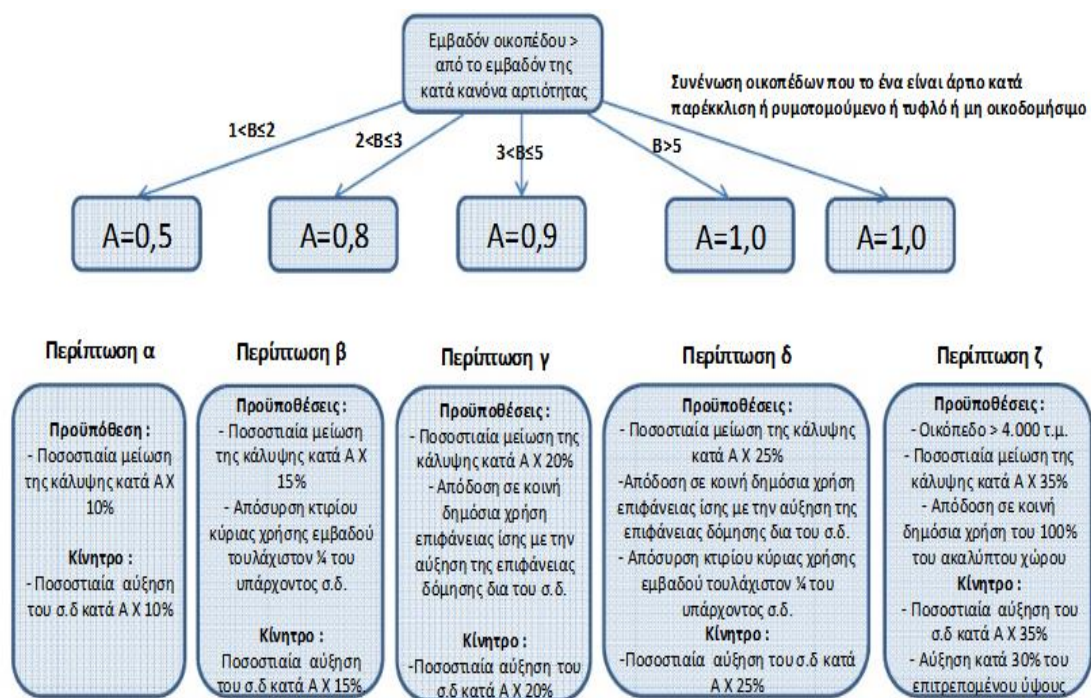 Εμβαδόν οικοπέδου >
από το εμβαδόν της
κατά κανόνα αρτιότητας
Συνένωση οικοπέδων που το ένα είναι άρτιο κατά
παρέκκλιση ή ρυμοτομούμενο ή τυφλό ή μη οικοδομήσιμο
1<Β≤2
2<Β≤3
3<Β≤5
Β>5
Α=0,5
Α=0,8
Α=0,9
Α=1,0
Α=1,0
Περίπτωση α
Προϋπόθεση :
- Ποσοστιαία μείωση
της κάλυψης κατά Α Χ
10%
Κίνητρο :
- Ποσοστιαία αύξηση
του σ.δ κατά Α Χ 10%
Περίπτωση β
Προϋποθέσεις :
- Ποσοστιαία μείωση
της κάλυψης κατά Α Χ
15%
- Απόσυρση κτιρίου
κύριας χρήσης εμβαδού
τουλάχιστον ¼ του
υπάρχοντος σ.δ.
Κίνητρο :
Ποσοστιαία αύξηση
του σ.δ κατά Α Χ 15%.
Περίπτωση γ
Προϋποθέσεις :
- Ποσοστιαία μείωση της
κάλυψης κατά Α Χ 20%
- Απόδοση σε κοινή
δημόσια χρήση
επιφάνειας ίσης με την
αύξηση της επιφάνειας
δόμησης δια του σ.δ.
Κίνητρο :
-Ποσοστιαία αύξηση του
σ.δ κατά Α Χ 20%
Περίπτωση δ
Προϋποθέσεις :
- Ποσοστιαία μείωση της κάλυψης
κατά Α Χ 25%
-Απόδοση σε κοινή δημόσια χρήση
επιφάνειας ίσης με την αύξηση της
επιφάνειας δόμησης δια του σ.δ.
- Απόσυρση κτιρίου κύριας χρήσης
εμβαδού τουλάχιστον ¼ του
υπάρχοντος σ.δ.
Κίνητρο :
-Ποσοστιαία αύξηση του σ.δ κατά
Α Χ 25%
Περίπτωση ζ
Προϋποθέσεις :
- Οικόπεδο > 4.000 τ.μ.
- Ποσοστιαία μείωση της
κάλυψης κατά Α Χ 35%
- Απόδοση σε κοινή
δημόσια χρήση του 100%
του ακαλύπτου χώρου
Κίνητρο :
- Ποσοστιαία αύξηση του
σ.δ κατά Α Χ 35%
- Αύξηση κατά 30% του
επιτρεπομένου ύψους